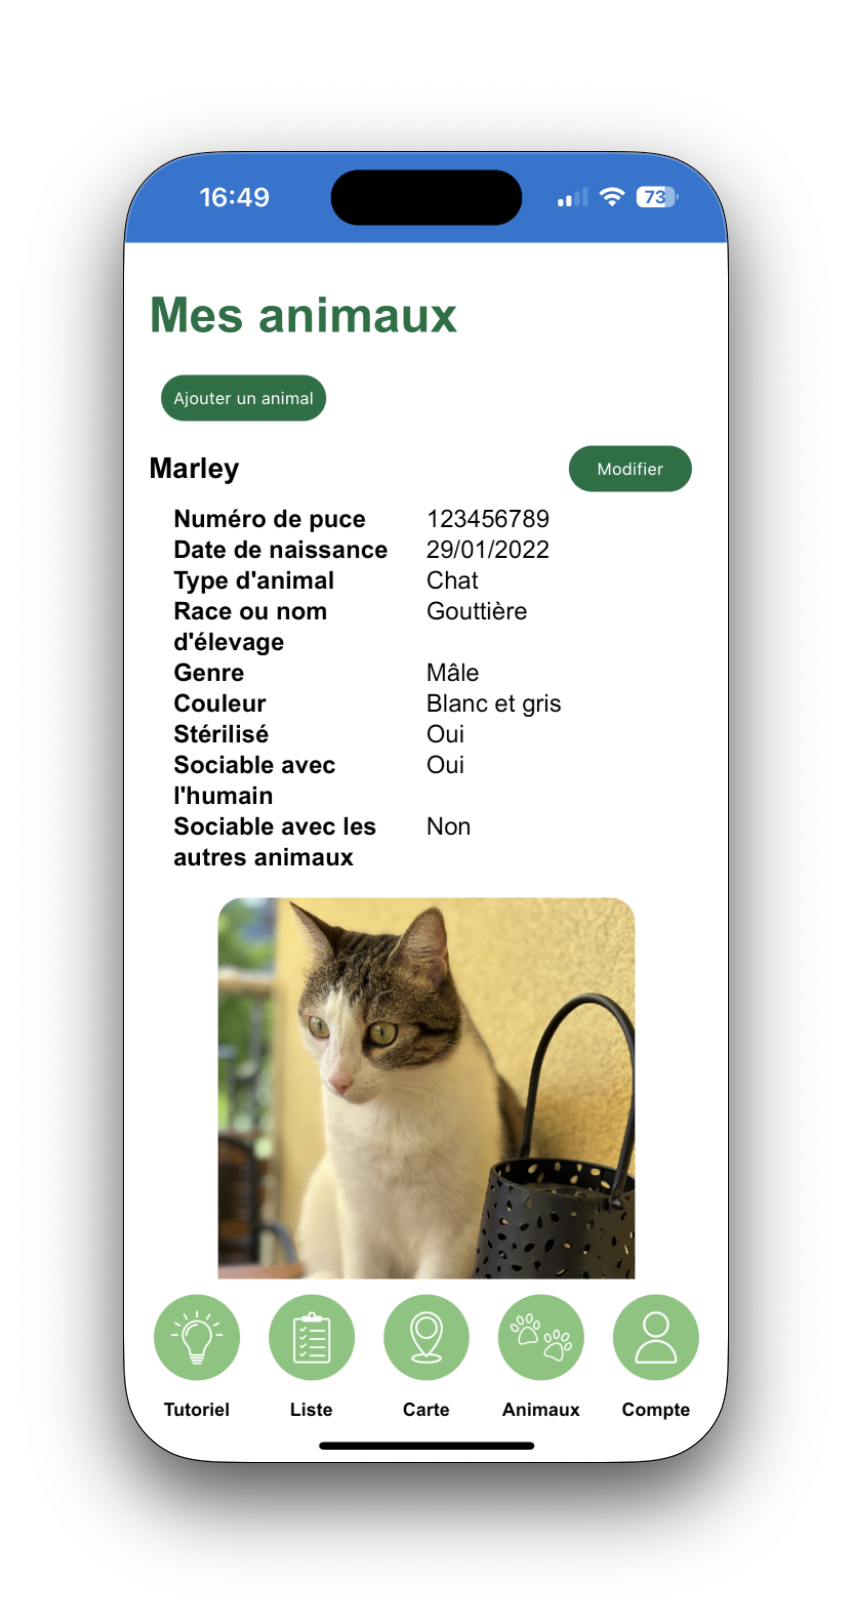 16:49
73
Mes animaux
Ajouter un animal
Marley
Modifier
Numéro de puce 123456789
Date de naissance 29/01/2022
Type d'animal Chat
Race ou nom Gouttière
d'élevage
Genre Mâle
Couleur Blanc et gris
Stérilisé Oui
Sociable avec Oui
l'humain
Sociable avec les Non
autres animaux
Tutoriel Liste Carte Animaux Compte